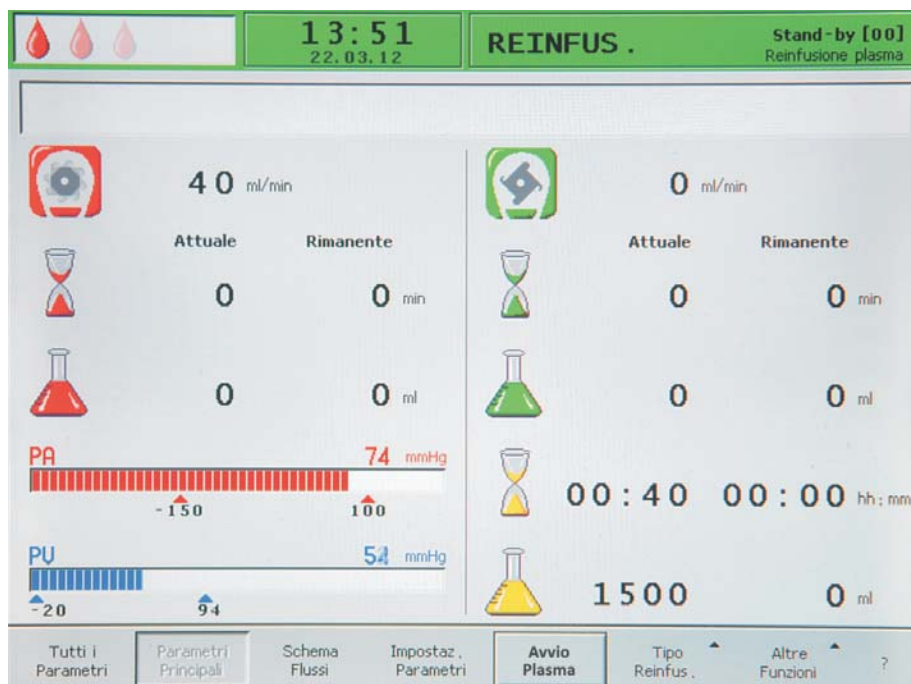 13:51
22.03.12
REINFUS.
Stand-by [00]
Reinfusione plasma
40 ml/min
0 ml/min
Attuale Rimanente
Attuale Rimanente
0 0 min
0 0 min
0 0 ml
0 0 ml
PA 74 mmHg
-150 100
00:40 00:00 hh:mm
PV mmHg
-20 94
1500 0 ml
Tutti i Parametri
Parametri Principali
Schema Flussi
Impostaz. Parametri
Avvio Plasma
Tipo Reinfus.
Altre Funzioni
?